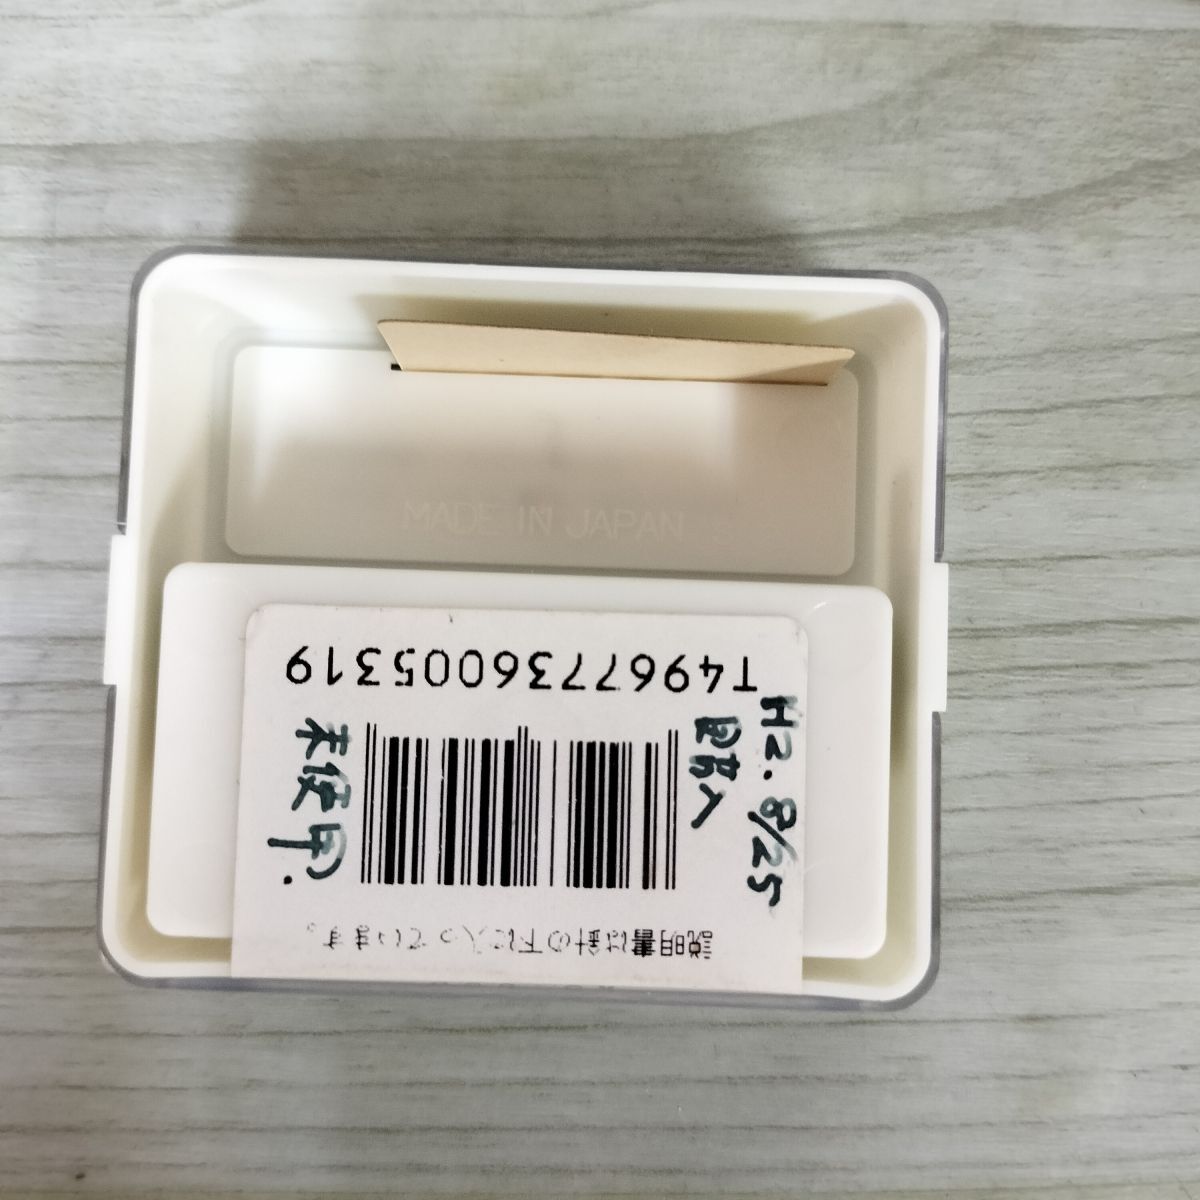 MADE IN JAPAN
説明書は針の下に入っています。
H2. 8/25
購入
未使用.
T4967736005319